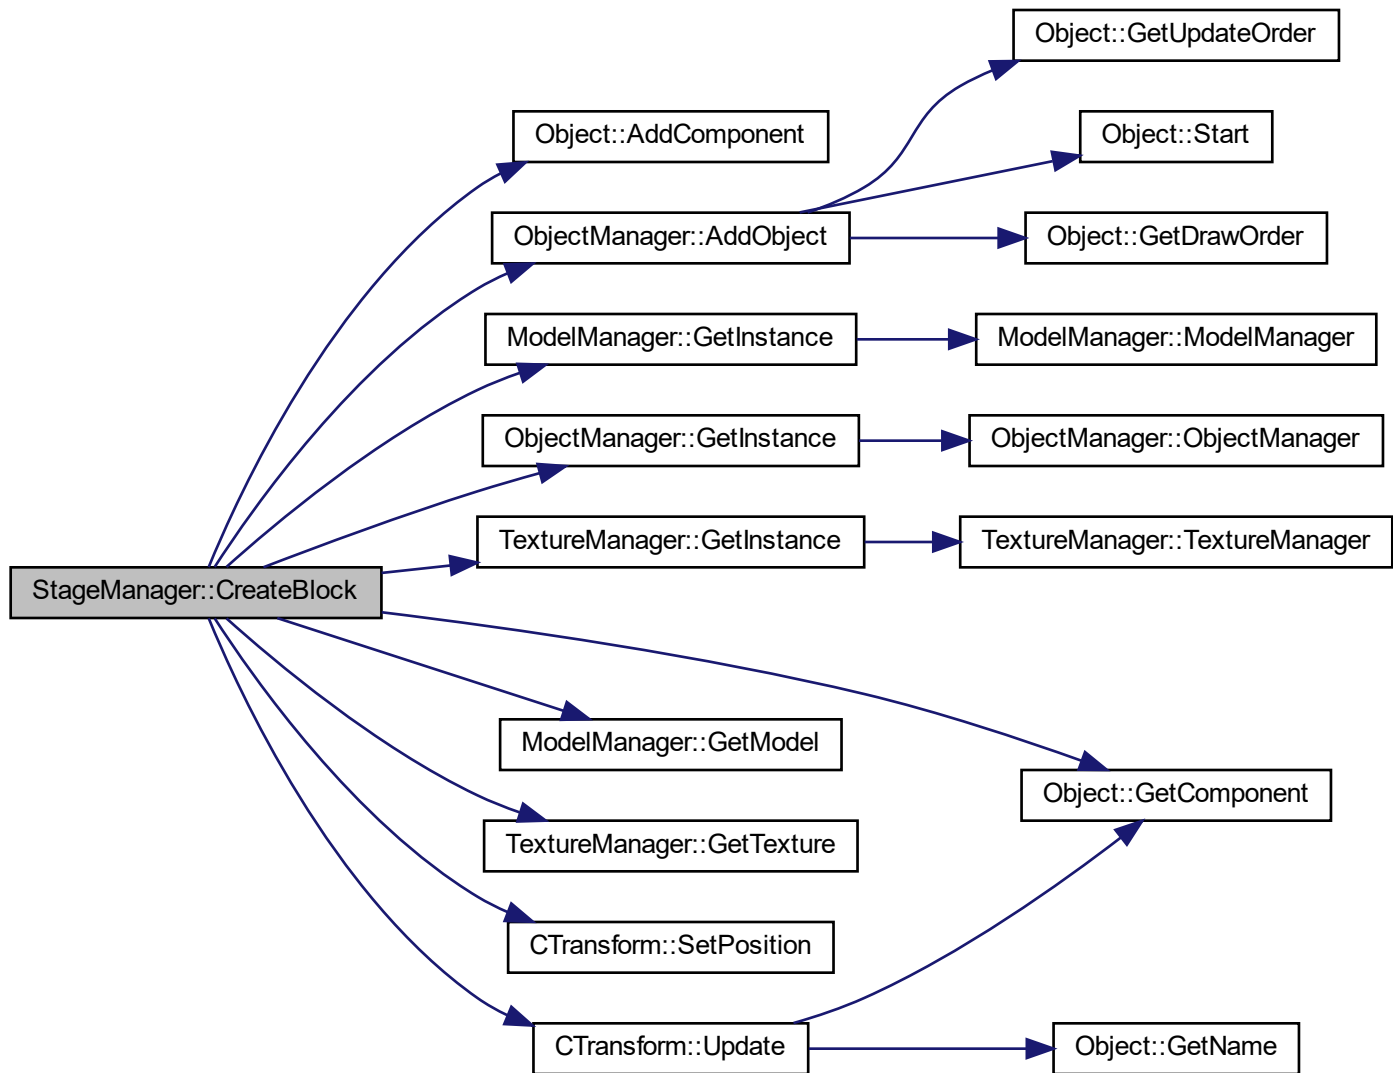 Object::GetUpdateOrder
Object::AddComponent
Object::Start
ObjectManager::AddObject
Object::GetDrawOrder
ModelManager::GetInstance
ModelManager::ModelManager
ObjectManager::GetInstance
ObjectManager::ObjectManager
TextureManager::GetInstance
TextureManager::TextureManager
StageManager::CreateBlock
ModelManager::GetModel
Object::GetComponent
TextureManager::GetTexture
CTransform::SetPosition
CTransform::Update
Object::GetName